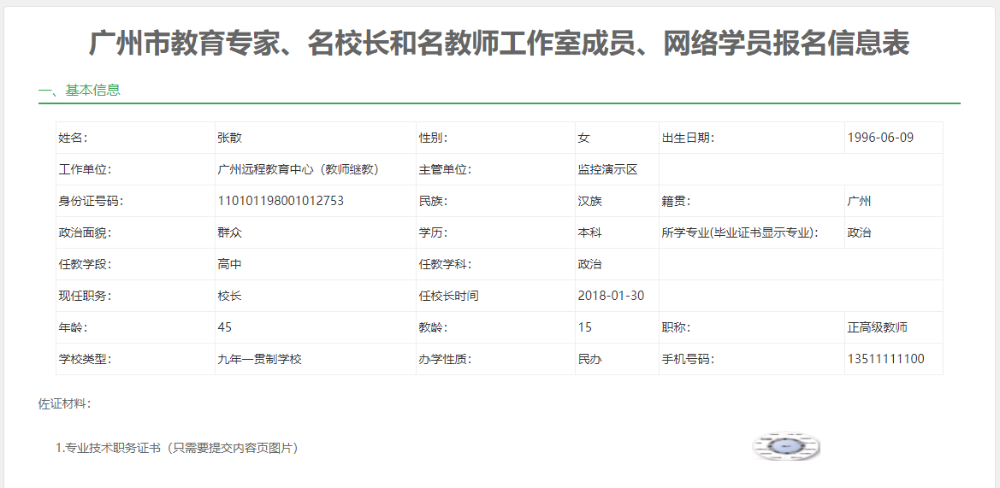 广州市教育专家、名校长和名教师工作室成员、网络学员报名信息表
一、基本信息
姓名： 张散 性别： 女 出生日期： 1996-06-09
工作单位： 广州远程教育中心（教师继教） 主管单位： 监控演示区
身份证号码： 110101198001012753 民族： 汉族 籍贯： 广州
政治面貌： 群众 学历： 本科 所学专业(毕业证书显示专业)： 政治
任教学段： 高中 任教学科： 政治
现任职务： 校长 任校长时间 2018-01-30
年龄： 45 教龄： 15 职称： 正高级教师
学校类型： 九年一贯制学校 办学性质： 民办 手机号码： 13511111100
佐证材料：
1.专业技术职务证书（只需要提交内容页图片）